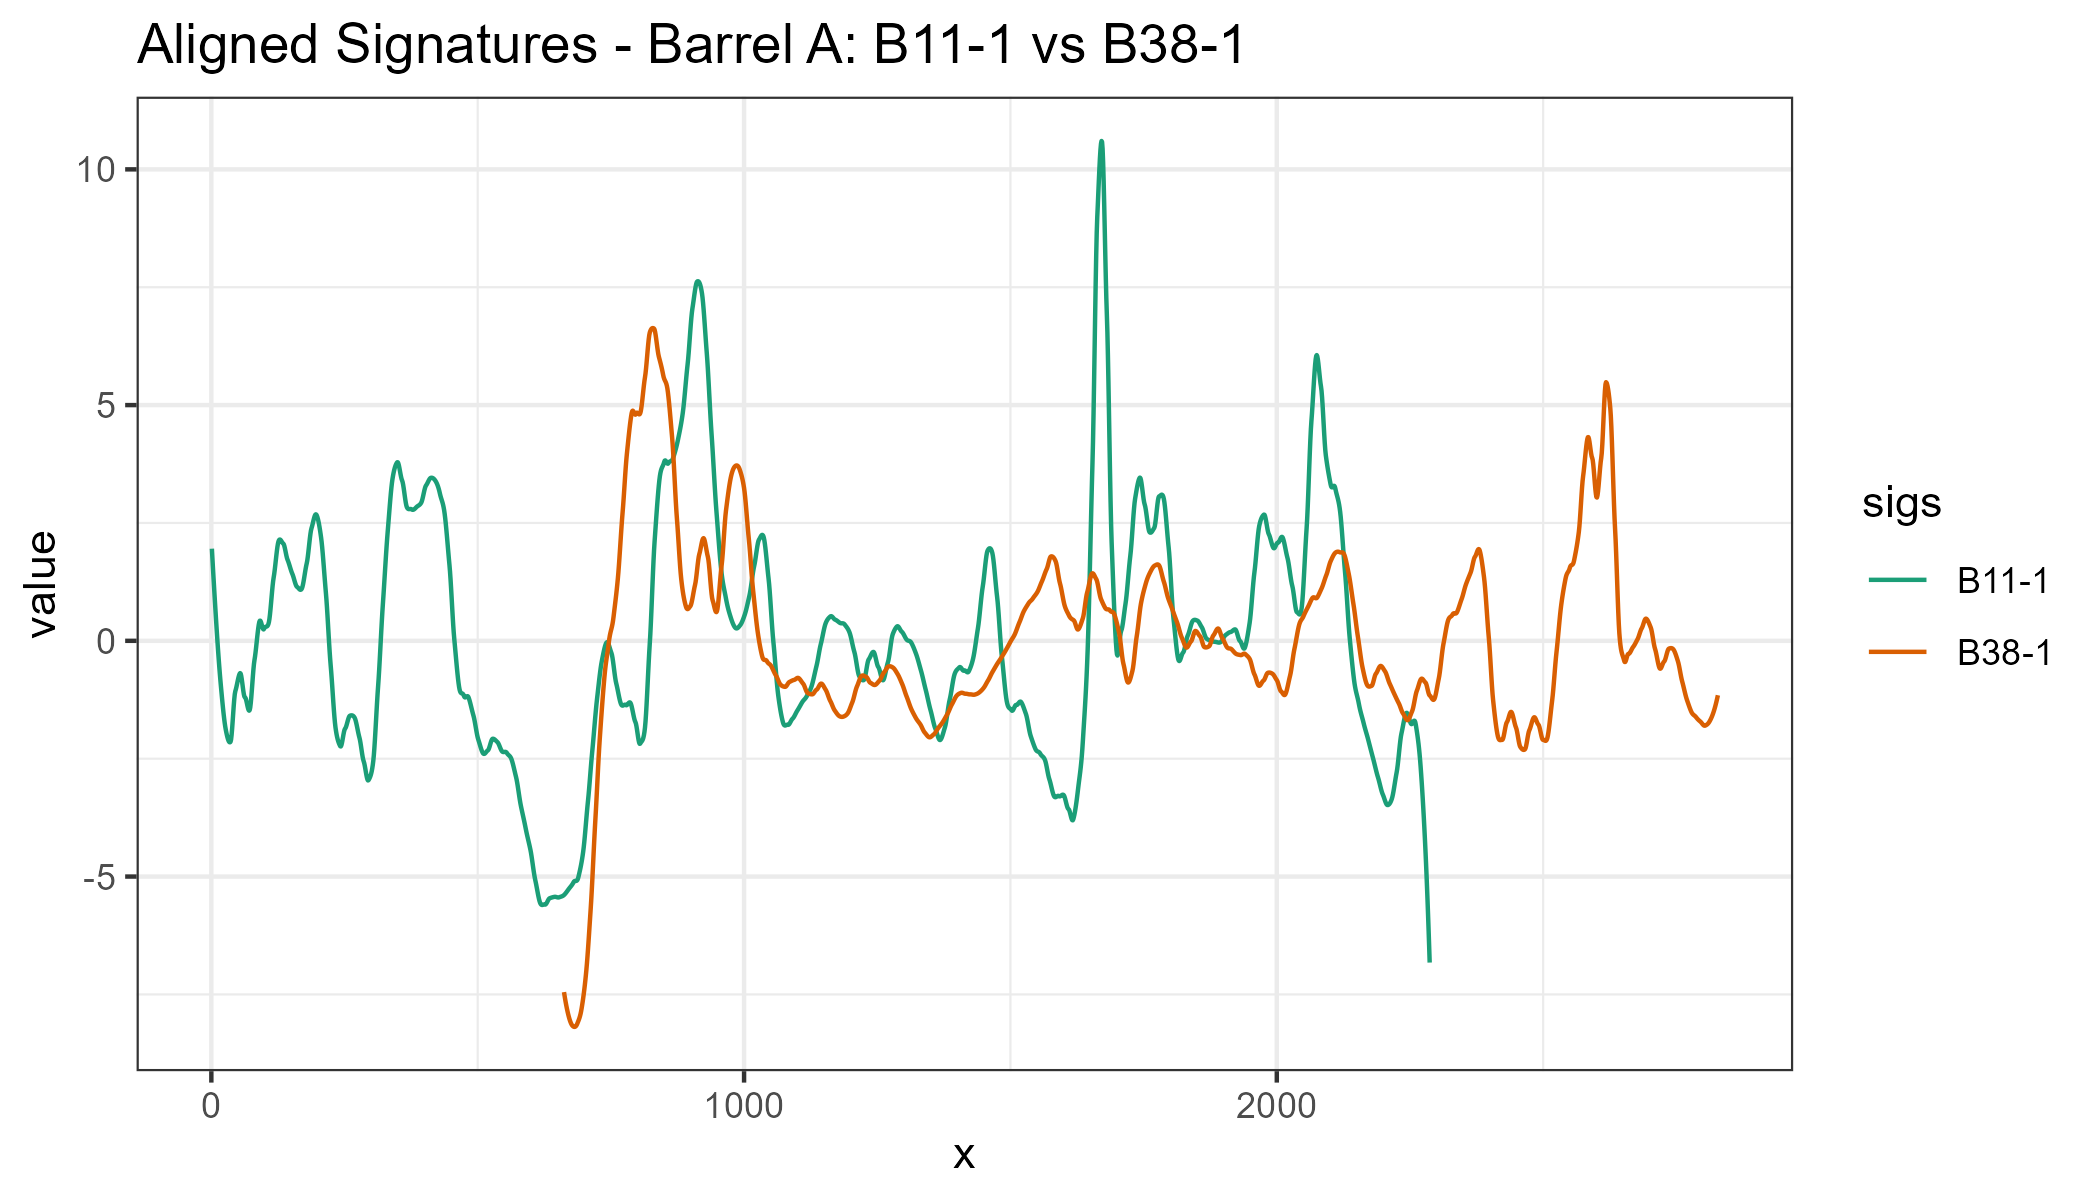 Aligned Signatures - Barrel A: B11-1 vs B38-1
value
10
5
0
-5
0
1000
2000
x
sigs
B11-1
B38-1